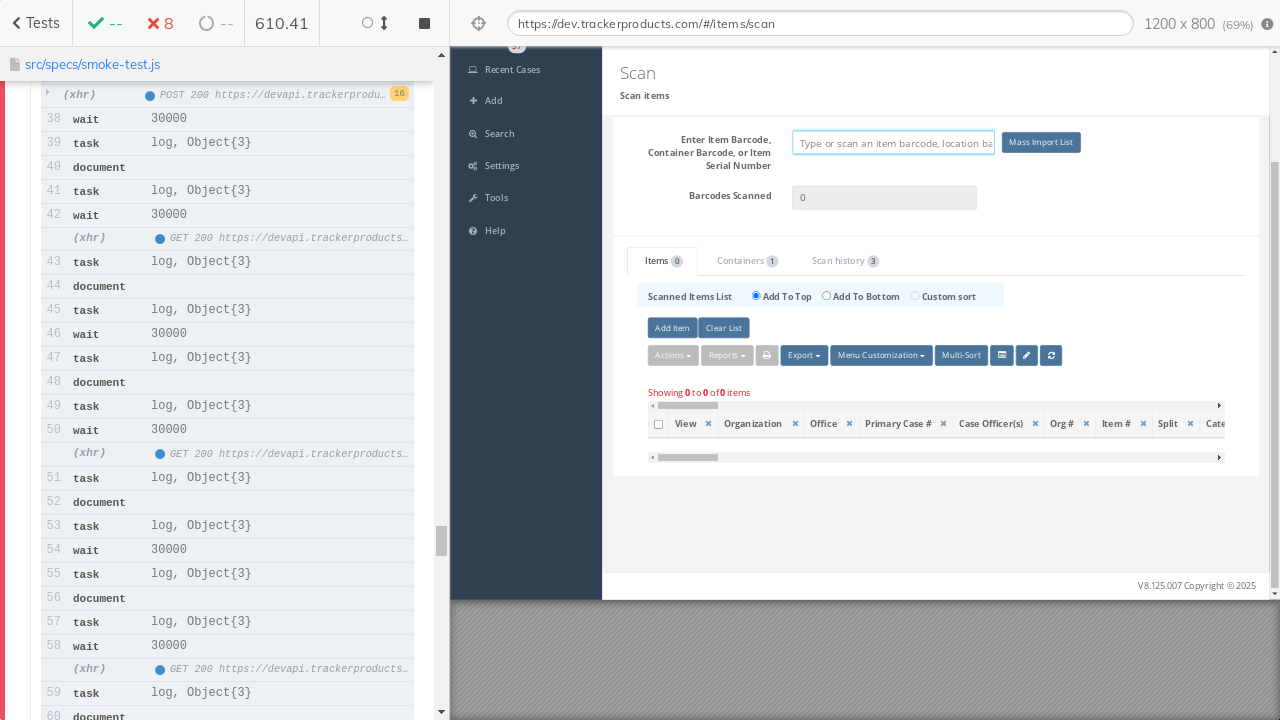 Tests
--
8
--
610.41
https://dev.trackerproducts.com/#/items/scan
1200 x 800 (69%)
src/specs/smoke-test.js
(xhr) POST 200 https://devapi.trackerprodu... 16
38 wait 30000
39 task log, Object{3}
40 document
41 task log, Object{3}
42 wait 30000
(xhr) GET 200 https://devapi.trackerproducts...
43 task log, Object{3}
44 document
45 task log, Object{3}
46 wait 30000
47 task log, Object{3}
48 document
49 task log, Object{3}
50 wait 30000
(xhr) GET 200 https://devapi.trackerproducts...
51 task log, Object{3}
52 document
53 task log, Object{3}
54 wait 30000
55 task log, Object{3}
56 document
57 task log, Object{3}
58 wait 30000
(xhr) GET 200 https://devapi.trackerproducts...
59 task log, Object{3}
60 document
Recent Cases
Add
Search
Settings
Tools
Help
Scan
Scan items
Enter Item Barcode,
Container Barcode, or Item
Serial Number
Type or scan an item barcode, location ba
Mass Import List
Barcodes Scanned
0
Items 0
Containers 1
Scan history 3
Scanned Items List
Add To Top
Add To Bottom
Custom sort
Add Item
Clear List
Actions
Reports
Export
Menu Customization
Multi-Sort
Showing 0 to 0 of 0 items
View
Organization
Office
Primary Case #
Case Officer(s)
Org #
Item #
Split
Cate
V8.125.007 Copyright © 2025